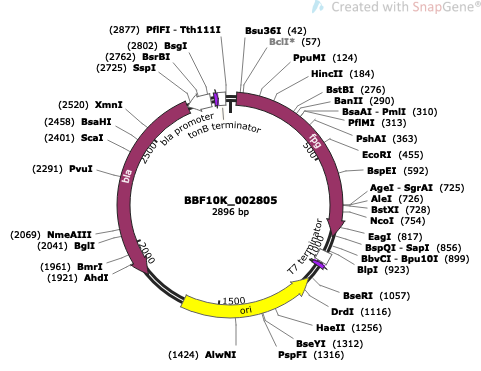 Created with SnapGene®
(2877) PflFI - Tth111I
Bsu36I (42)
BclI* (57)
(2802) BsgI
(2762) BsrBI
(2725) SspI
PpuMI (124)
HincII (184)
BstBI (276)
BanII (290)
BsaAI - PmlI (310)
PflMI (313)
PshAI (363)
EcoRI (455)
BspEI (592)
AgeI - SgrAI (725)
AleI (726)
BstXI (728)
NcoI (754)
EagI (817)
BspQI - SapI (856)
BbvCI - Bpu10I (899)
BlpI (923)
BseRI (1057)
DrdI (1116)
HaeII (1256)
BseYI (1312)
PspFI (1316)
(1424) AlwNI
(1921) AhdI
(1961) BmrI
(2041) BglI
(2069) NmeAIII
(2291) PvuI
(2401) ScaI
(2458) BsaHI
(2520) XmnI
bla promoter
tonB terminator
fpg
bla
T7 terminator
ori
500
1000
1500
2000
2500
BBF10K_002805
2896 bp